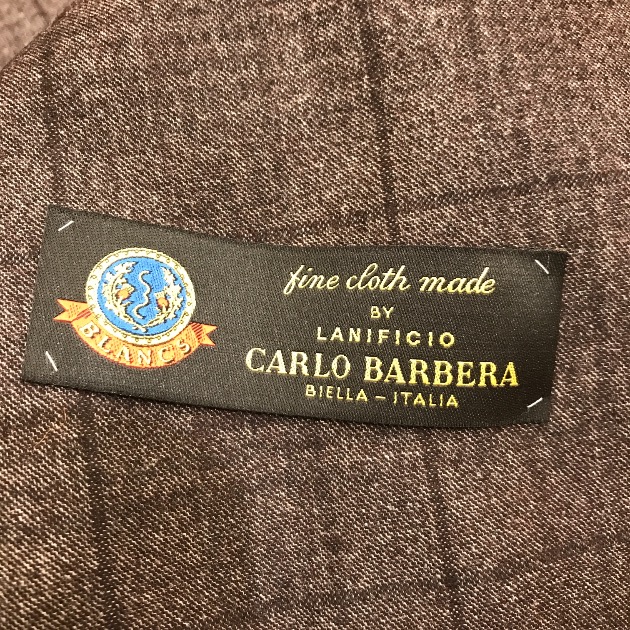 BLANCS
fine cloth made
BY
LANIFICIO
CARLO BARBERA
BIELLA - ITALIA